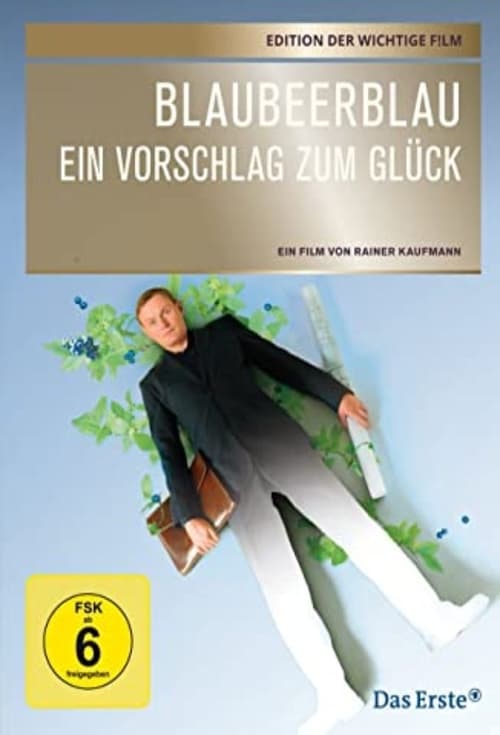 EDITION DER WICHTIGE F!LM
BLAUBEERBLAU
EIN VORSCHLAG ZUM GLÜCK
EIN FILM VON RAINER KAUFMANN
FSK
ab
6
freigegeben
Das Erste